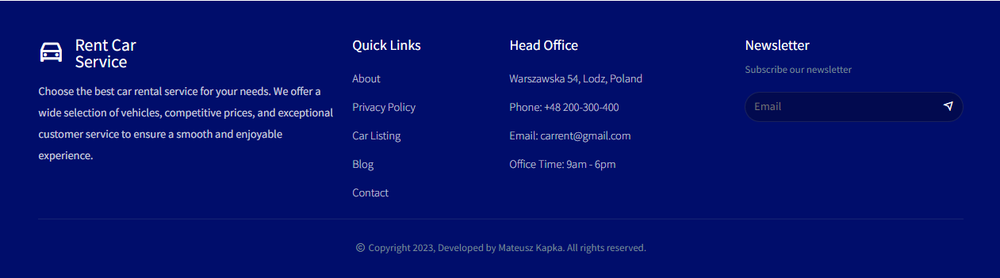 Rent Car
Service
Choose the best car rental service for your needs. We offer a
wide selection of vehicles, competitive prices, and exceptional
customer service to ensure a smooth and enjoyable
experience.
Quick Links
About
Privacy Policy
Car Listing
Blog
Contact
Head Office
Warszawska 54, Lodz, Poland
Phone: +48 200-300-400
Email: carrent@gmail.com
Office Time: 9am - 6pm
Newsletter
Subscribe our newsletter
Email
© Copyright 2023, Developed by Mateusz Kapka. All rights reserved.